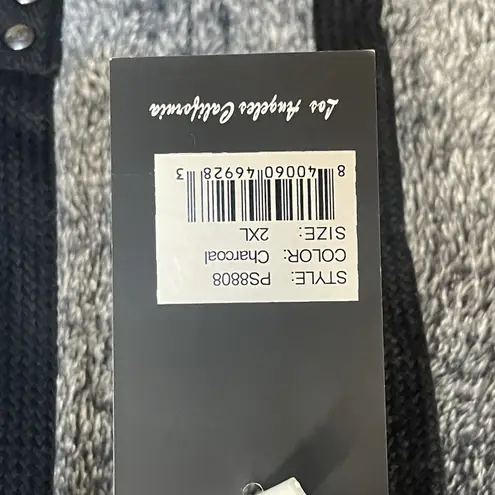 STYLE: PS8808
COLOR: Charcoal
SIZE: 2XL
8 40060 46928 3
Los Angeles California